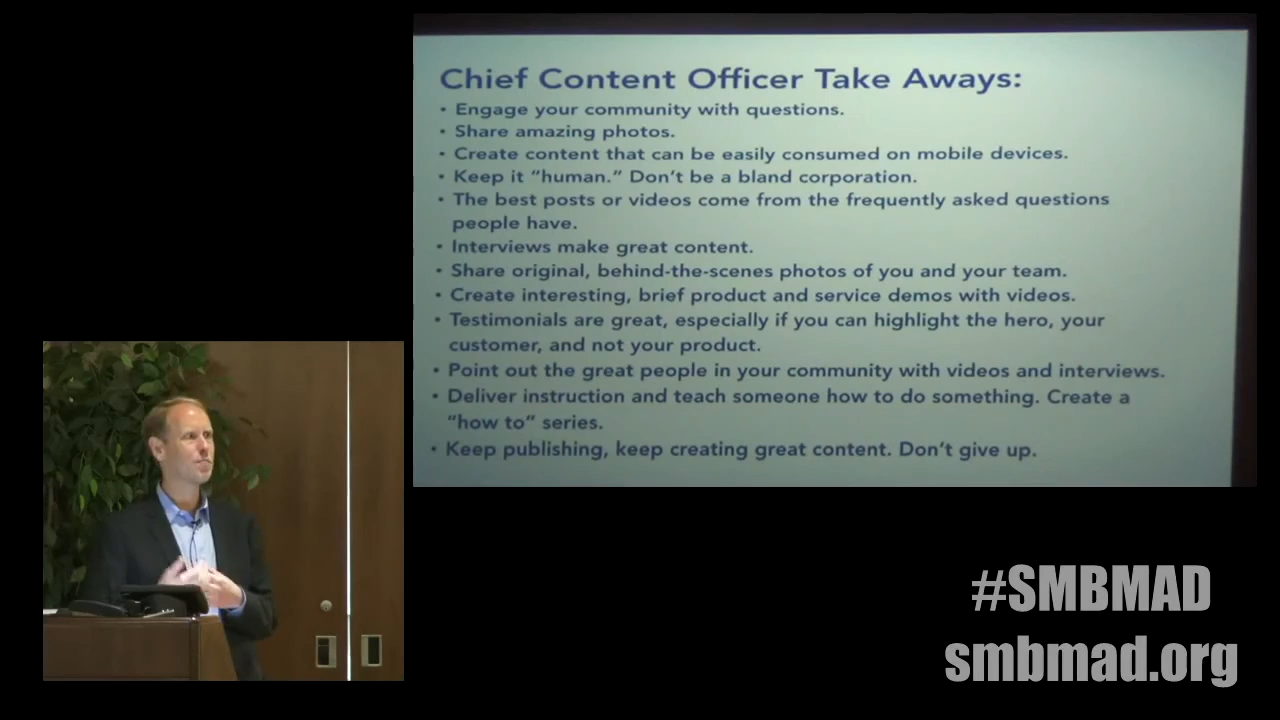 Chief Content Officer Take Aways:
• Engage your community with questions.
• Share amazing photos.
• Create content that can be easily consumed on mobile devices.
• Keep it “human.” Don’t be a bland corporation.
• The best posts or videos come from the frequently asked questions
people have.
• Interviews make great content.
• Share original, behind-the-scenes photos of you and your team.
• Create interesting, brief product and service demos with videos.
• Testimonials are great, especially if you can highlight the hero, your
customer, and not your product.
• Point out the great people in your community with videos and interviews.
• Deliver instruction and teach someone how to do something. Create a
“how to” series.
• Keep publishing, keep creating great content. Don’t give up.
#SMBMAD
smbmad.org